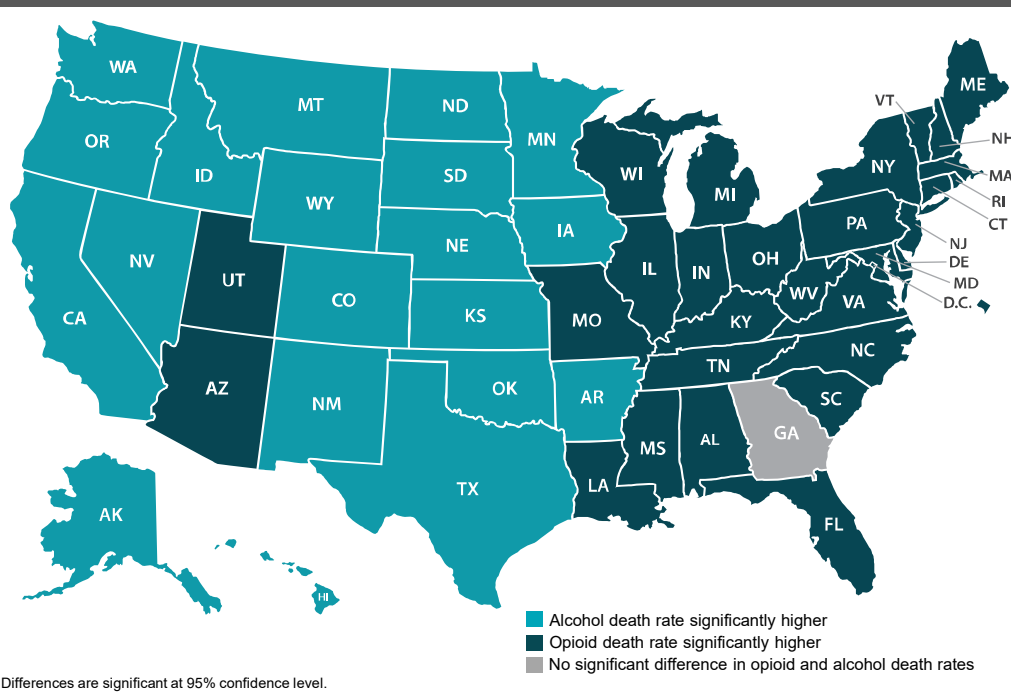 WA
MT
ND
MN
OR
ID
SD
WY
WI
MI
NY
VT
ME
NH
MA
RI
CT
NJ
DE
MD
D.C.
NV
UT
CO
NE
IA
IL
IN
OH
PA
WV
VA
CA
KS
MO
KY
NC
AZ
NM
OK
AR
TN
SC
TX
LA
MS
AL
GA
FL
AK
HI
Alcohol death rate significantly higher
Opioid death rate significantly higher
No significant difference in opioid and alcohol death rates
Differences are significant at 95% confidence level.